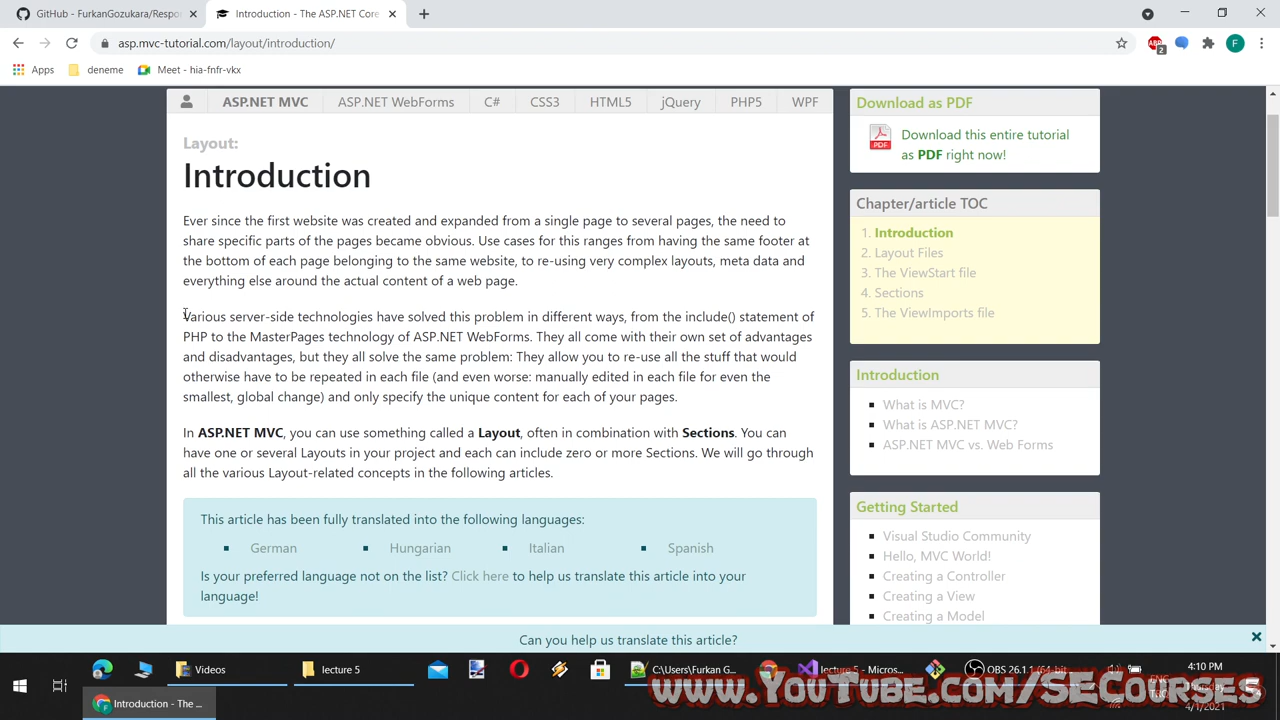 GitHub - FurkanGozukara/Respo
Introduction - The ASP.NET Core
asp.mvc-tutorial.com/layout/introduction/
Apps
deneme
Meet - hia-fnfr-vkx
ASP.NET MVC
ASP.NET WebForms
C#
CSS3
HTML5
jQuery
PHP5
WPF
Layout:
Introduction
Ever since the first website was created and expanded from a single page to several pages, the need to
share specific parts of the pages became obvious. Use cases for this ranges from having the same footer at
the bottom of each page belonging to the same website, to re-using very complex layouts, meta data and
everything else around the actual content of a web page.
Various server-side technologies have solved this problem in different ways, from the include() statement of
PHP to the MasterPages technology of ASP.NET WebForms. They all come with their own set of advantages
and disadvantages, but they all solve the same problem: They allow you to re-use all the stuff that would
otherwise have to be repeated in each file (and even worse: manually edited in each file for even the
smallest, global change) and only specify the unique content for each of your pages.
In ASP.NET MVC, you can use something called a Layout, often in combination with Sections. You can
have one or several Layouts in your project and each can include zero or more Sections. We will go through
all the various Layout-related concepts in the following articles.
This article has been fully translated into the following languages:
German
Hungarian
Italian
Spanish
Is your preferred language not on the list? Click here to help us translate this article into your
language!
Download as PDF
PDF
Download this entire tutorial
as PDF right now!
Chapter/article TOC
1. Introduction
2. Layout Files
3. The ViewStart file
4. Sections
5. The ViewImports file
Introduction
What is MVC?
What is ASP.NET MVC?
ASP.NET MVC vs. Web Forms
Getting Started
Visual Studio Community
Hello, MVC World!
Creating a Controller
Creating a View
Creating a Model
Can you help us translate this article?
Videos
lecture 5
C:\Users\Furkan G...
lecture 5 - Micros...
OBS 26.1.1 (64-bit...
4:10 PM
4/1/2021
Introduction - The ...
www.YouTube.com/SECourses